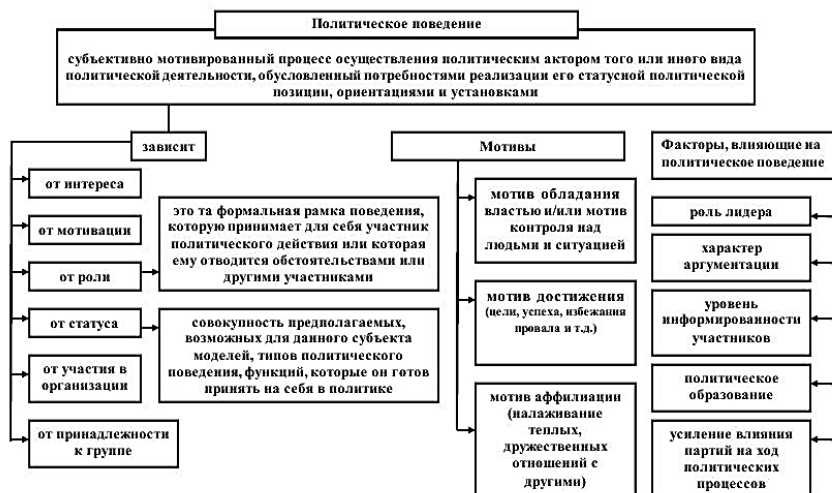 Политическое поведение
субъективно мотивированный процесс осуществления политическим актором того или иного вида
политической деятельности, обусловленный потребностями реализации его статусной политической
позиции, ориентациями и установками
зависит
от интереса
от мотивации
от роли
это та формальная рамка поведения,
которую принимает для себя участник
политического действия или которая
ему отводится обстоятельствами или
другими участниками
от статуса
совокупность предполагаемых,
возможных для данного субъекта
моделей, типов политического
поведения, функций, которые он готов
принять на себя в политике
от участия в
организации
от принадлежности
к группе
Мотивы
мотив обладания
властью и/или мотив
контроля над
людьми и ситуацией
мотив достижения
(цели, успеха, избежания
провала и т.д.)
мотив аффилиации
(налаживание
теплых,
дружественных
отношений с
другими)
Факторы, влияющие на
политическое поведение
роль лидера
характер
аргументации
уровень
информированности
участников
политическое
образование
усиление влияния
партий на ход
политических
процессов